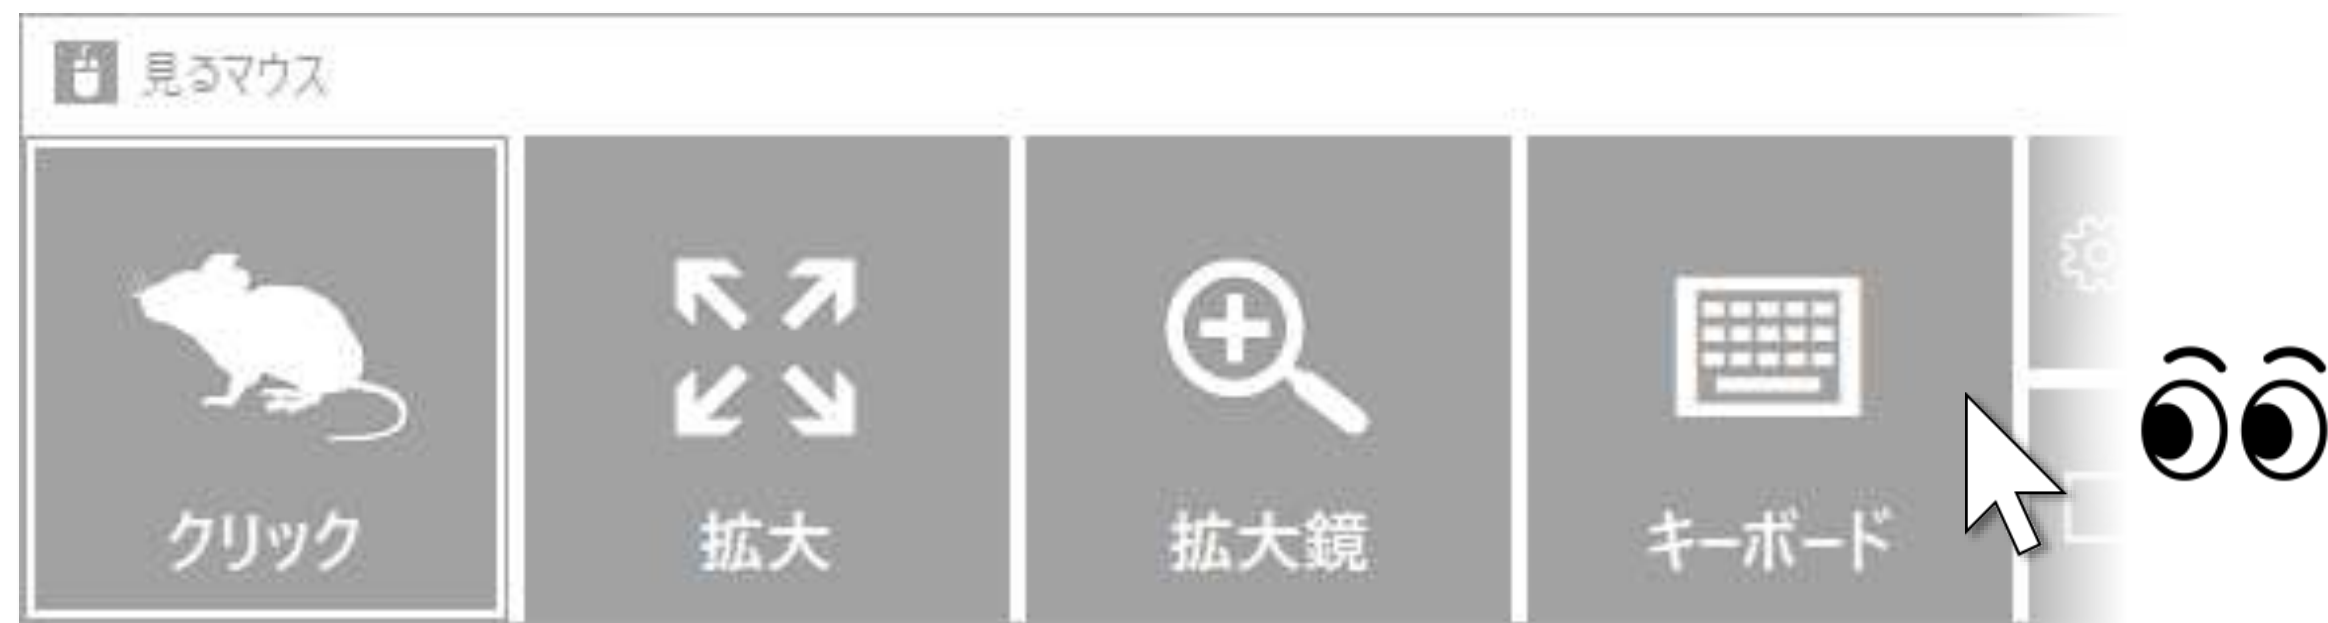 見るマウス
クリック
拡大
拡大鏡
キーボード